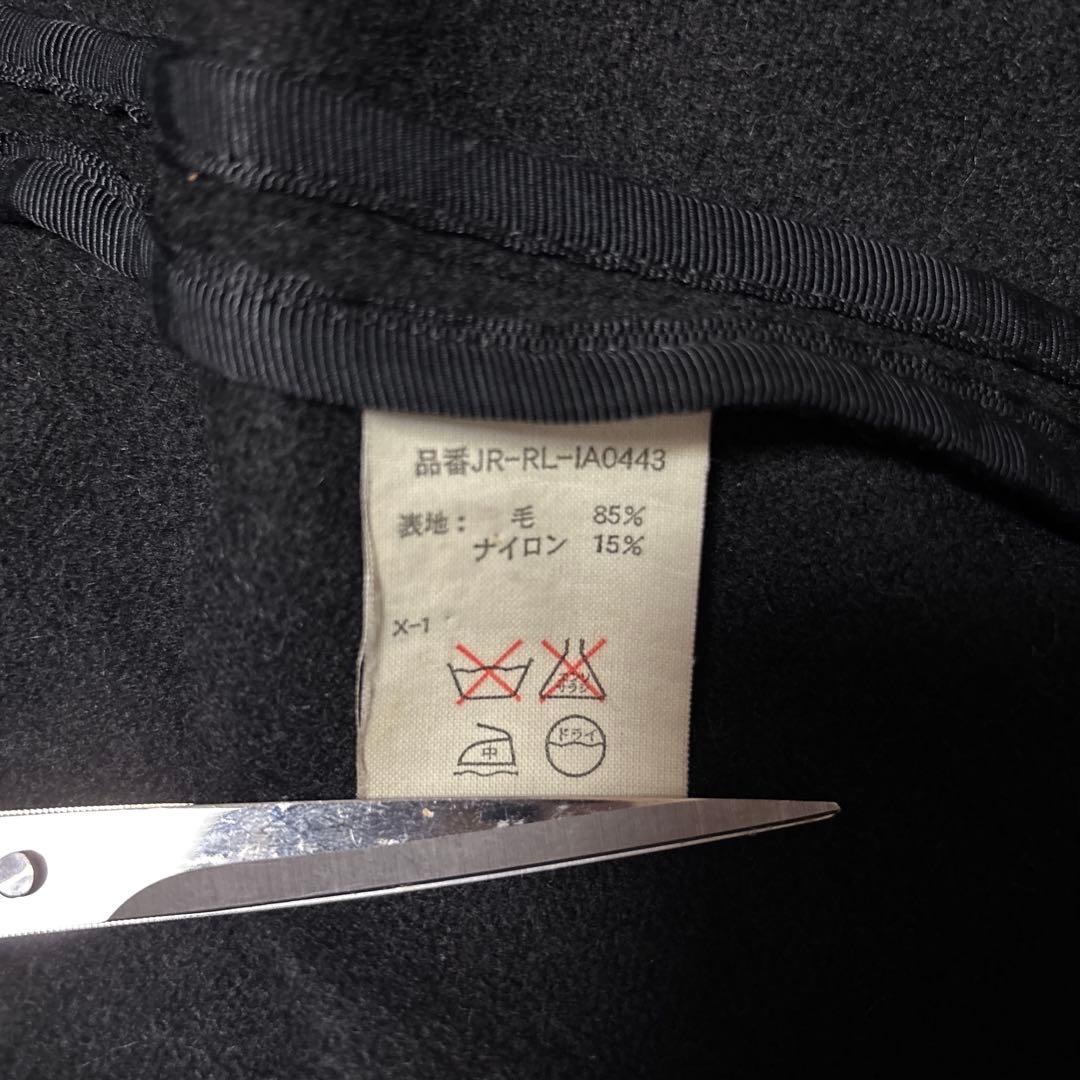 品番JR-RL-IA0443
表地: 毛 85%
ナイロン 15%
X-1
中 ドライ